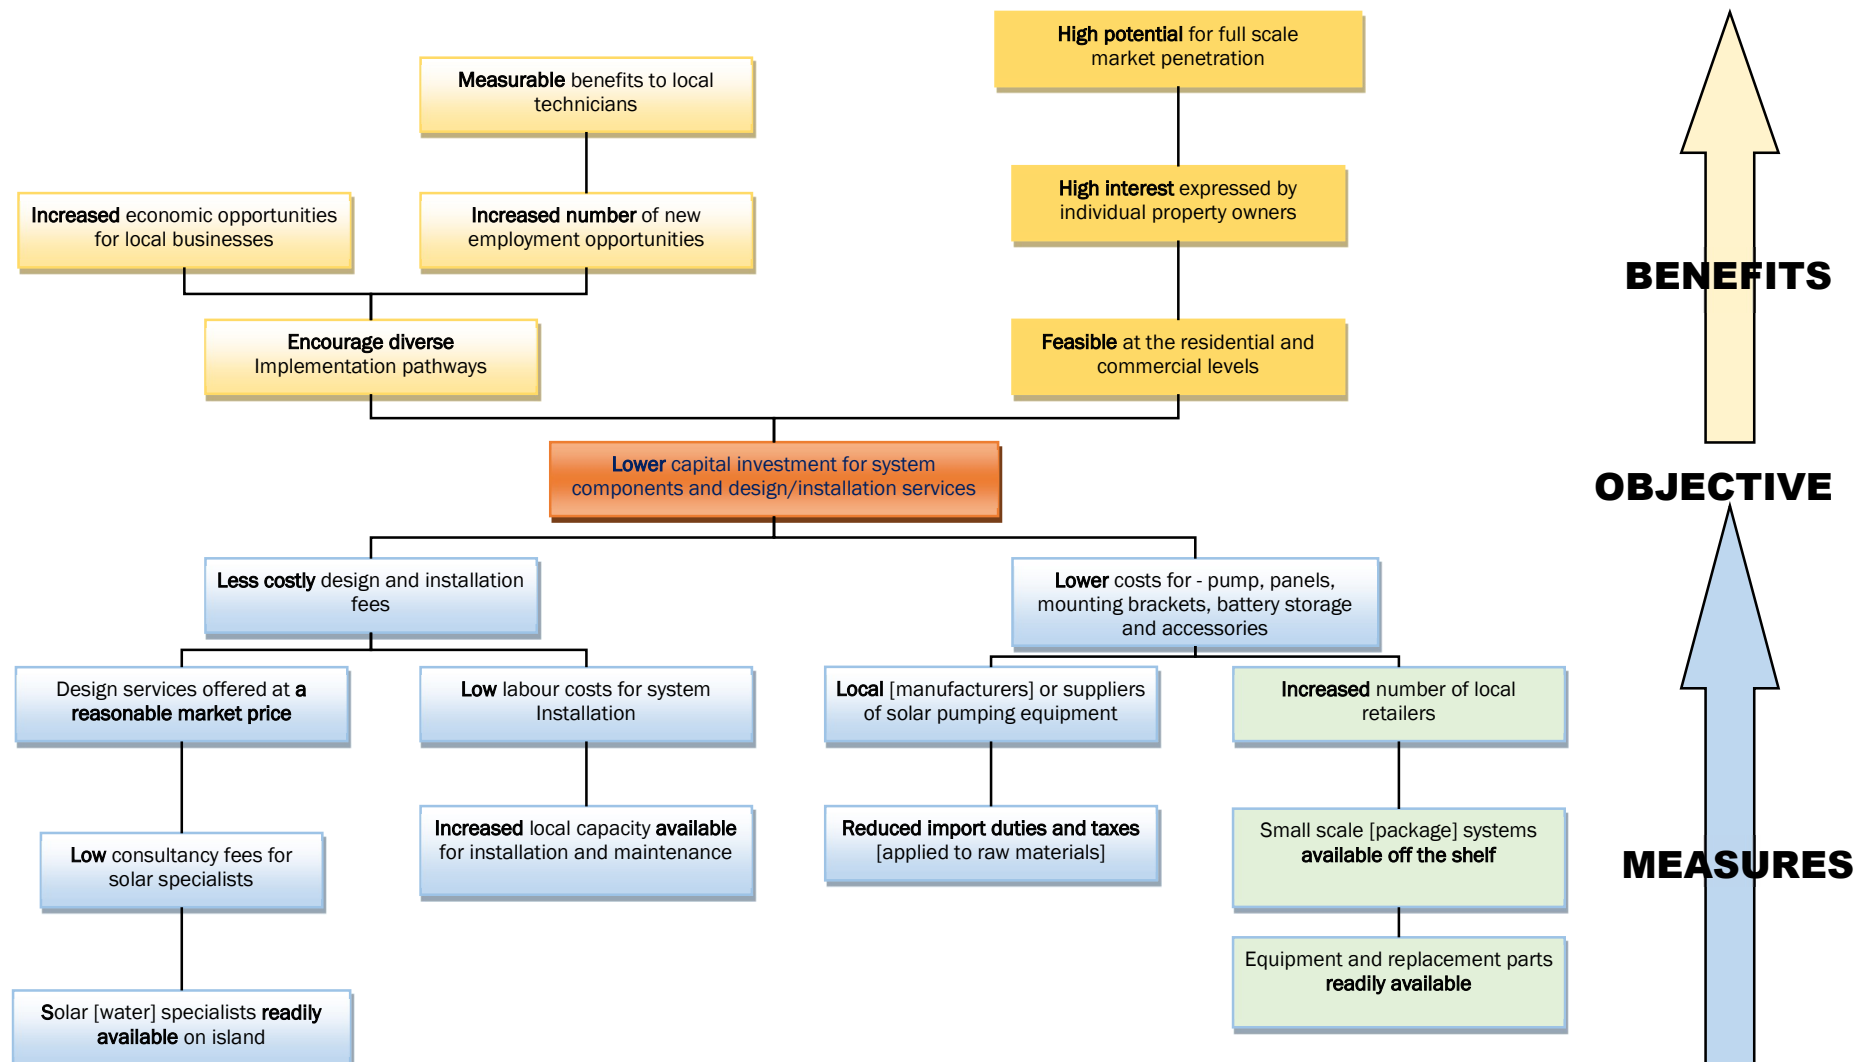 High potential for full scale
market penetration
Measurable benefits to local
technicians
High interest expressed by
individual property owners
Increased economic opportunities
for local businesses
Increased number of new
employment opportunities
BENEFITS
Encourage diverse
Implementation pathways
Feasible at the residential and
commercial levels
Lower capital investment for system
components and design/installation services
OBJECTIVE
Less costly design and installation
fees
Lower costs for - pump, panels,
mounting brackets, battery storage
and accessories
Design services offered at a
reasonable market price
Low labour costs for system
Installation
Local [manufacturers] or suppliers
of solar pumping equipment
Increased number of local
retailers
Low consultancy fees for
solar specialists
Increased local capacity available
for installation and maintenance
Reduced import duties and taxes
[applied to raw materials]
Small scale [package] systems
available off the shelf
MEASURES
Equipment and replacement parts
readily available
Solar [water] specialists readily
available on island